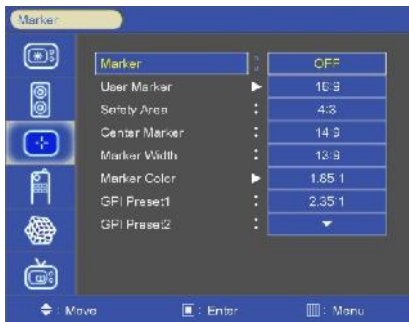 Marker
Marker : OFF
User Marker ▶ 16:9
Safety Area : 4:3
Center Marker : 14:9
Marker Width : 13:9
Marker Color ▶ 1.85:1
GPI Preset1 : 2.35:1
GPI Preset2 : ▼
: Move : Enter : Menu